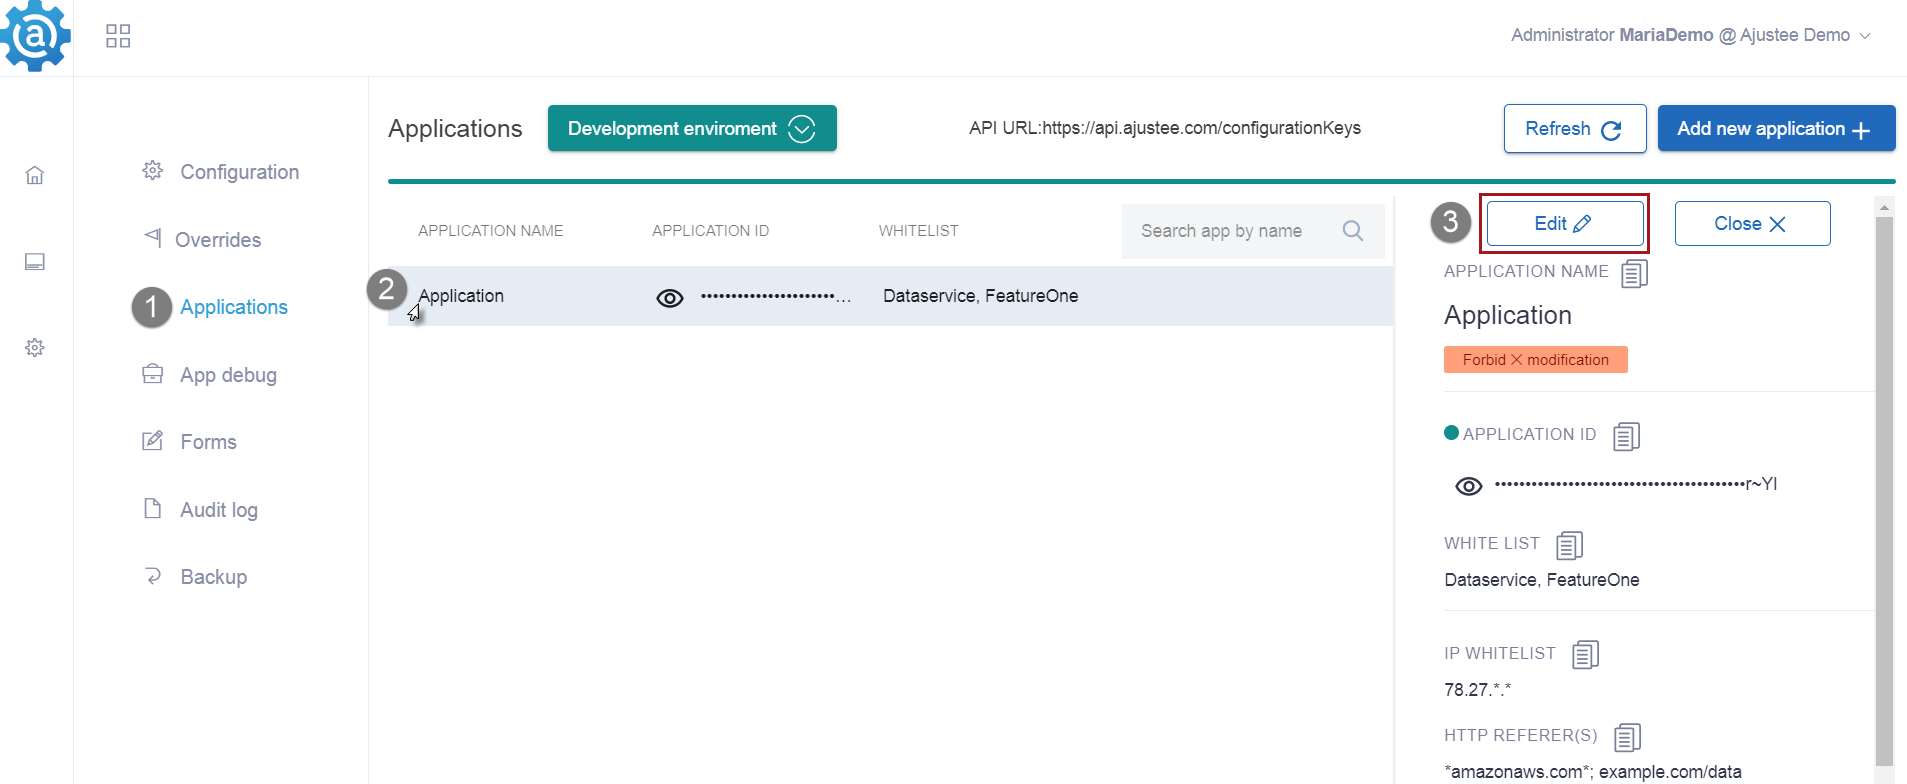 a
Administrator MariaDemo @ Ajustee Demo
Configuration
Overrides
1 Applications
App debug
Forms
Audit log
Backup
Applications
Development enviroment
API URL:https://api.ajustee.com/configurationKeys
Refresh
Add new application +
APPLICATION NAME APPLICATION ID WHITELIST Search app by name
2 Application ••••••••••••••••••••••... Dataservice, FeatureOne
3 Edit
Close
APPLICATION NAME
Application
Forbid × modification
APPLICATION ID
•••••••••••••••••••••••••••••••••••••••••r~YI
WHITE LIST
Dataservice, FeatureOne
IP WHITELIST
78.27.*.*
HTTP REFERER(S)
*amazonaws.com*; example.com/data